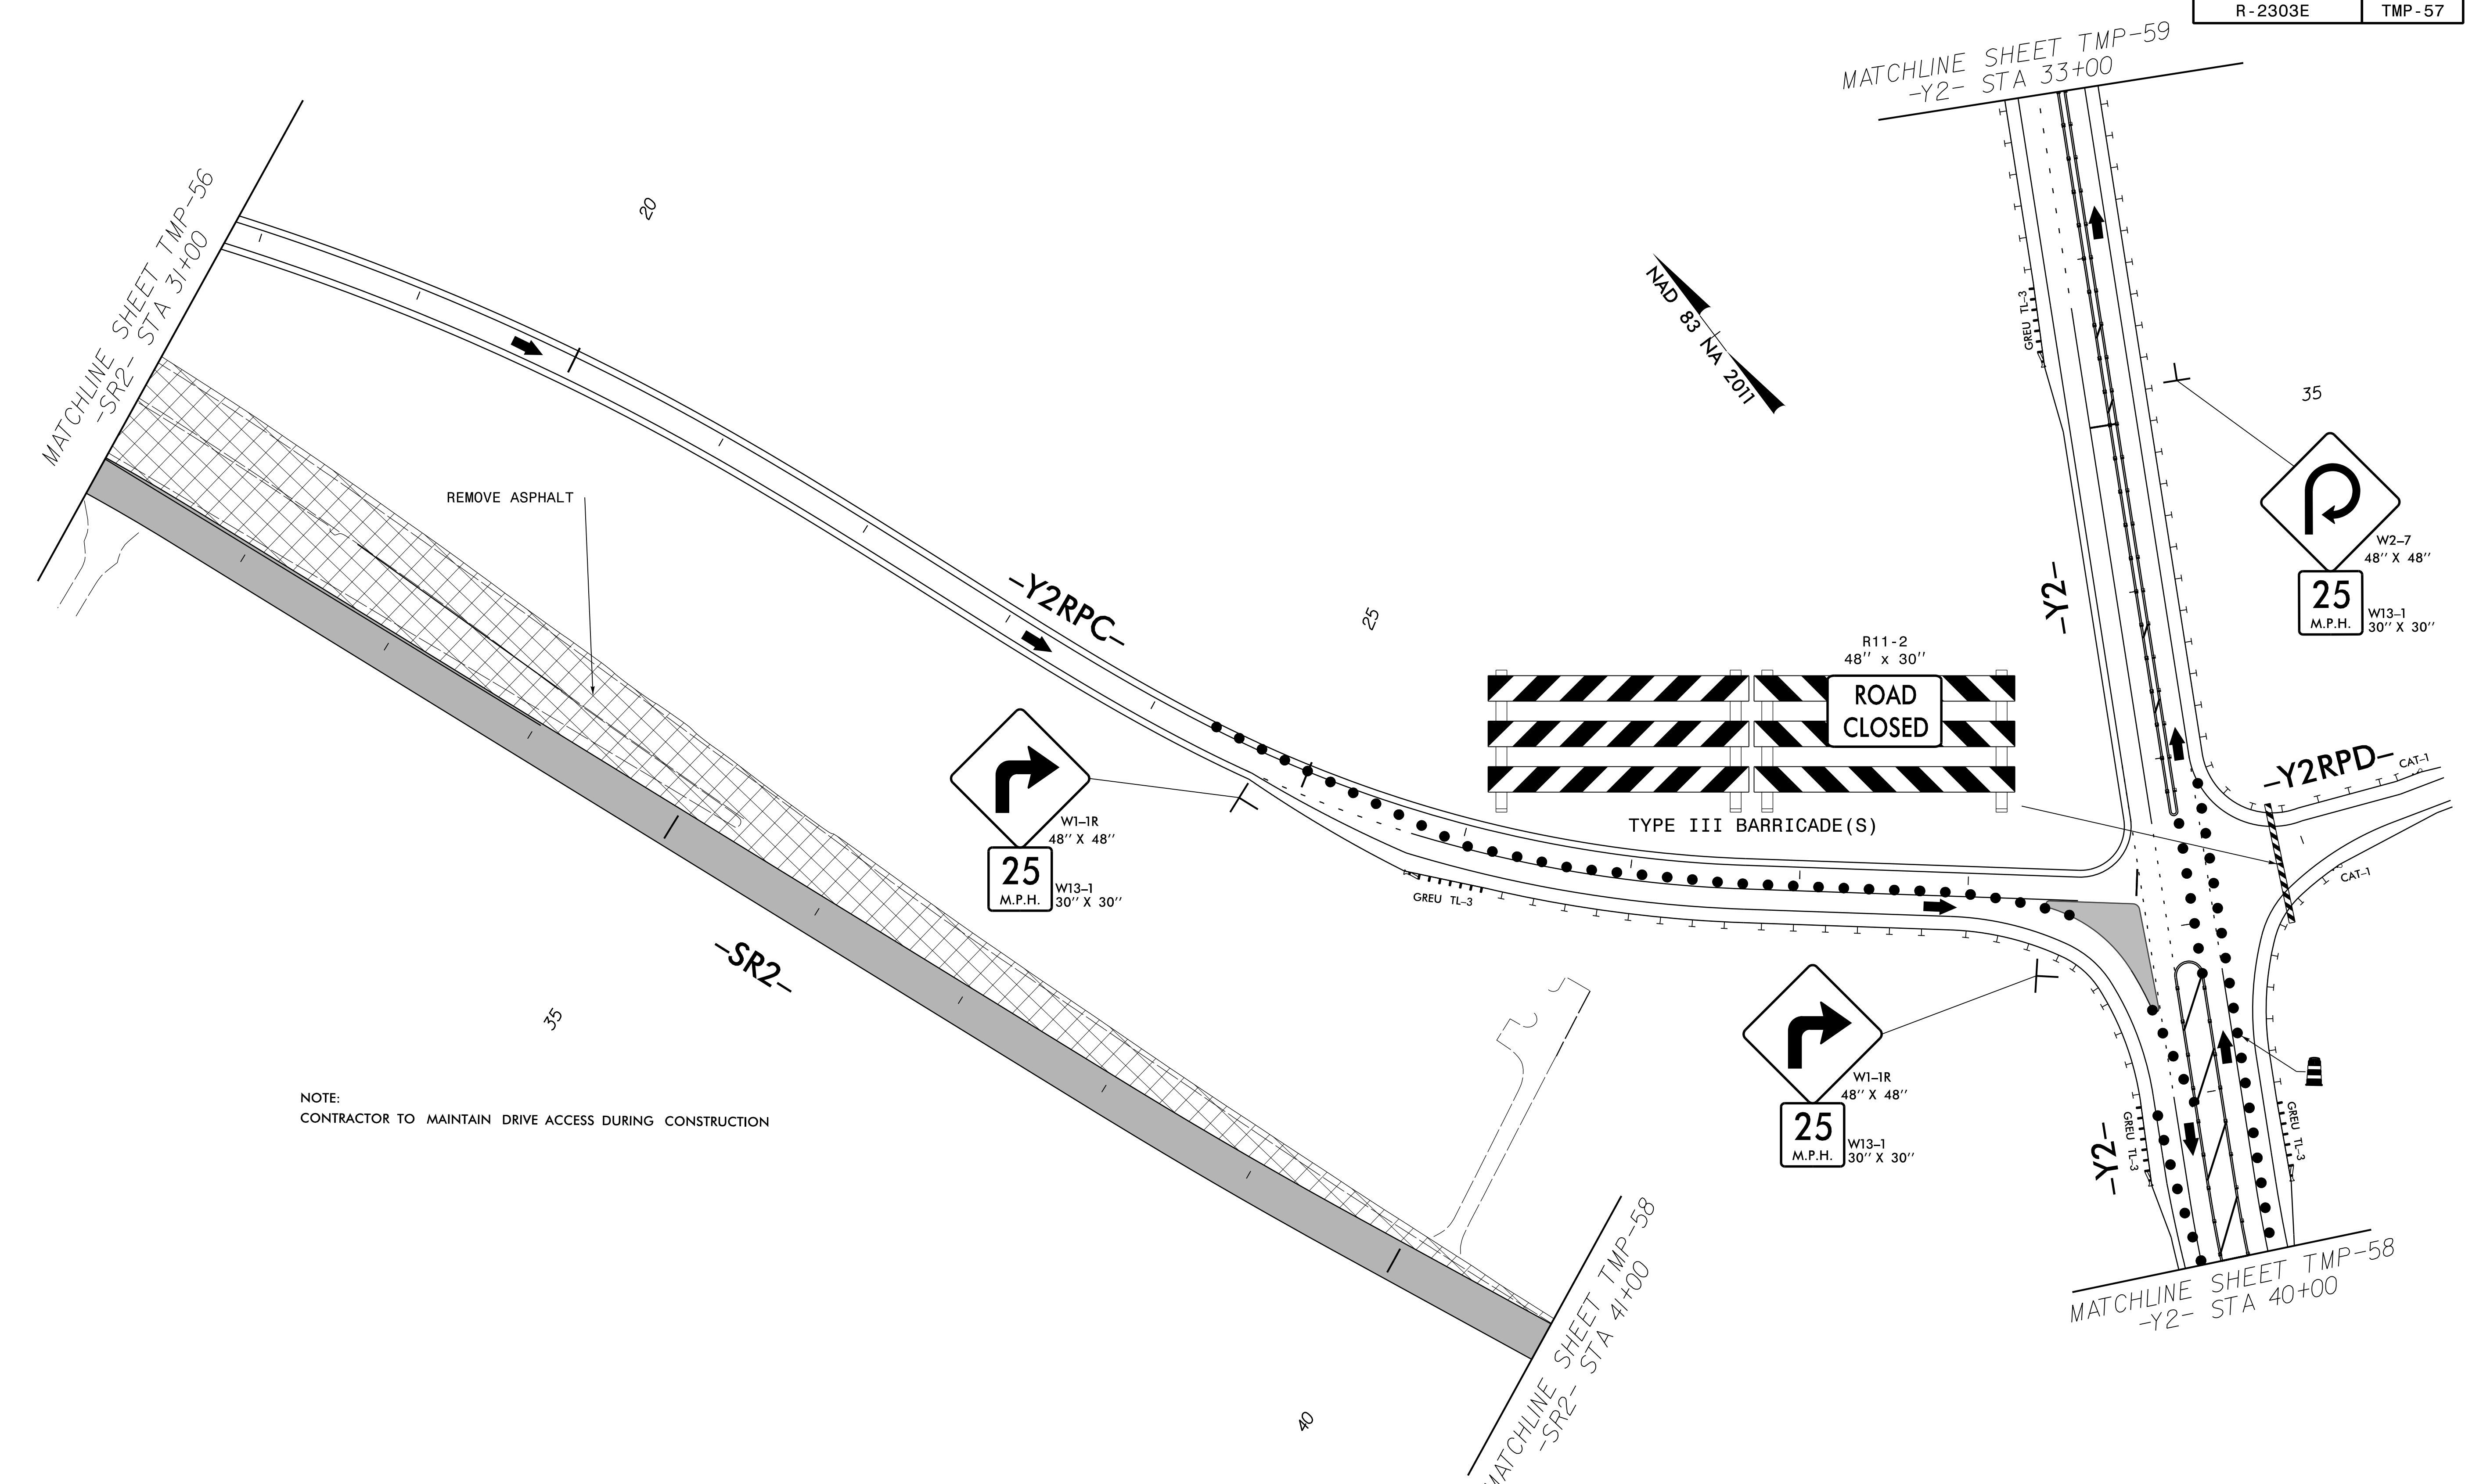 R-2303E
TMP-57
MATCHLINE SHEET TMP-59
-Y2- STA 33+00
MATCHLINE SHEET TMP-56
-SR2- STA 31+00
20
NAD 83 NA 2011
GREU TL-3
35
W2-7
48" X 48"
25
M.P.H.
W13-1
30" X 30"
REMOVE ASPHALT
-Y2RPC-
25
-Y2-
R11-2
48" x 30"
ROAD
CLOSED
TYPE III BARRICADE(S)
-Y2RPD-
CAT-1
CAT-1
W1-1R
48" X 48"
25
M.P.H.
W13-1
30" X 30"
GREU TL-3
-SR2-
35
W1-1R
48" X 48"
25
M.P.H.
W13-1
30" X 30"
NOTE:
CONTRACTOR TO MAINTAIN DRIVE ACCESS DURING CONSTRUCTION
GREU TL-3
GREU TL-3
-Y2-
MATCHLINE SHEET TMP-58
-SR2- STA 41+00
MATCHLINE SHEET TMP-58
-Y2- STA 40+00
40